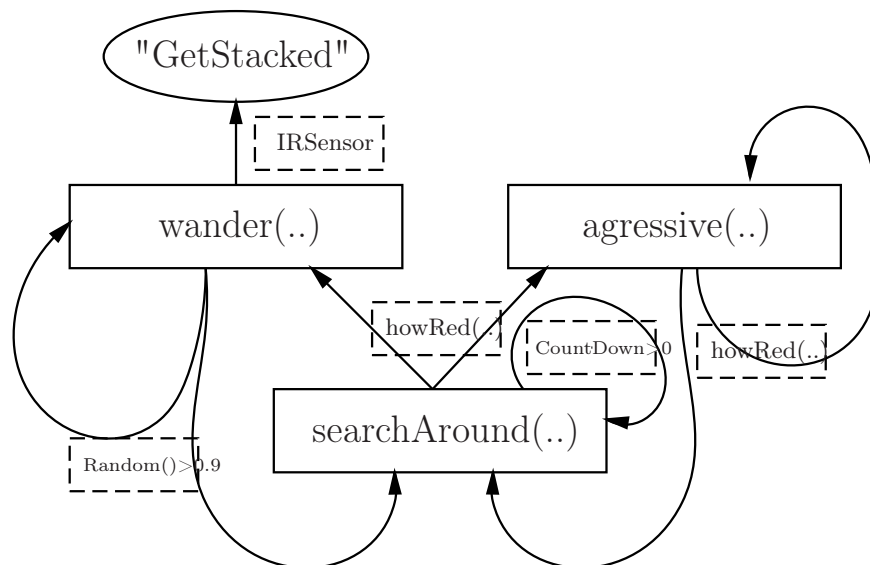 "GetStacked"
IRSensor
wander(..)
agressive(..)
howRed(..)
CountDown>0
howRed(..)
searchAround(..)
Random()>0.9